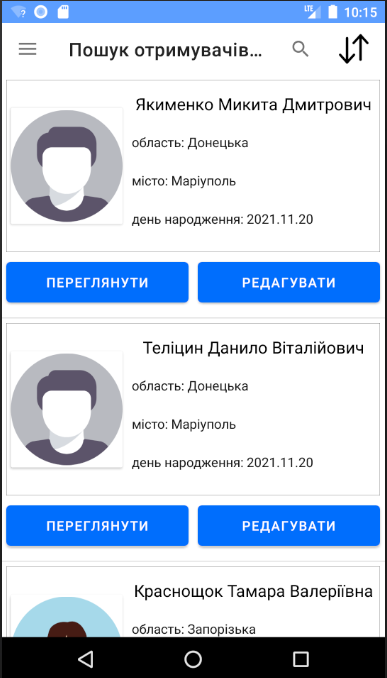 LTE 10:15
Пошук отримувачів...
Якименко Микита Дмитрович
область: Донецька
місто: Маріуполь
день народження: 2021.11.20
ПЕРЕГЛЯНУТИ РЕДАГУВАТИ
Теліцин Данило Віталійович
область: Донецька
місто: Маріуполь
день народження: 2021.11.20
ПЕРЕГЛЯНУТИ РЕДАГУВАТИ
Краснощок Тамара Валеріївна
область: Запорізька